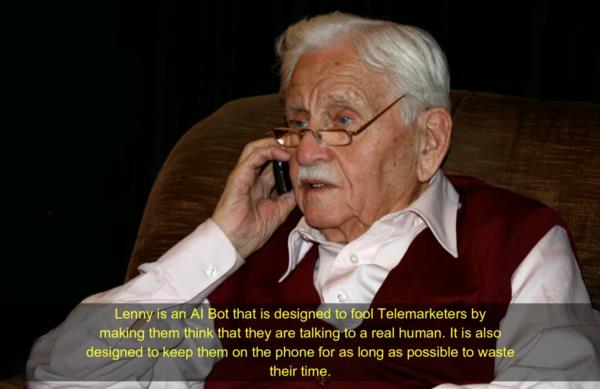 Lenny is an AI Bot that is designed to fool Telemarketers by
making them think that they are talking to a real human. It is also
designed to keep them on the phone for as long as possible to waste
their time.